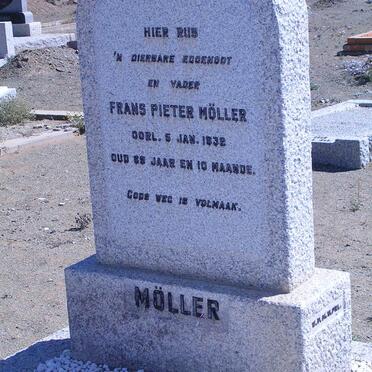 HIER RUS
'N DIERBARE EGGENOOT
EN VADER
FRANS PIETER MÖLLER
OORL. 5 JAN. 1932
OUD 68 JAAR EN 10 MAANDE.
GODS WEG IS VOLMAAK.
MÖLLER